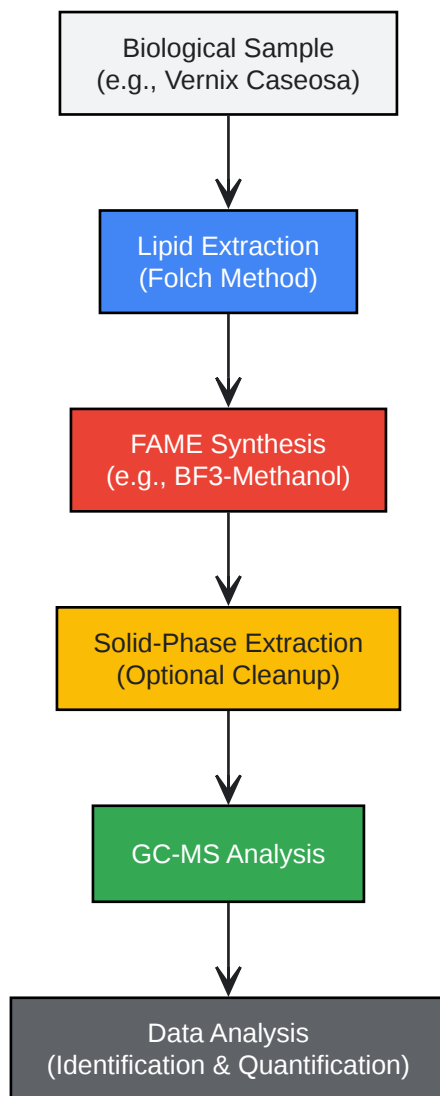 Biological Sample
(e.g., Vernix Caseosa)
Lipid Extraction
(Folch Method)
FAME Synthesis
(e.g., BF3-Methanol)
Solid-Phase Extraction
(Optional Cleanup)
GC-MS Analysis
Data Analysis
(Identification & Quantification)